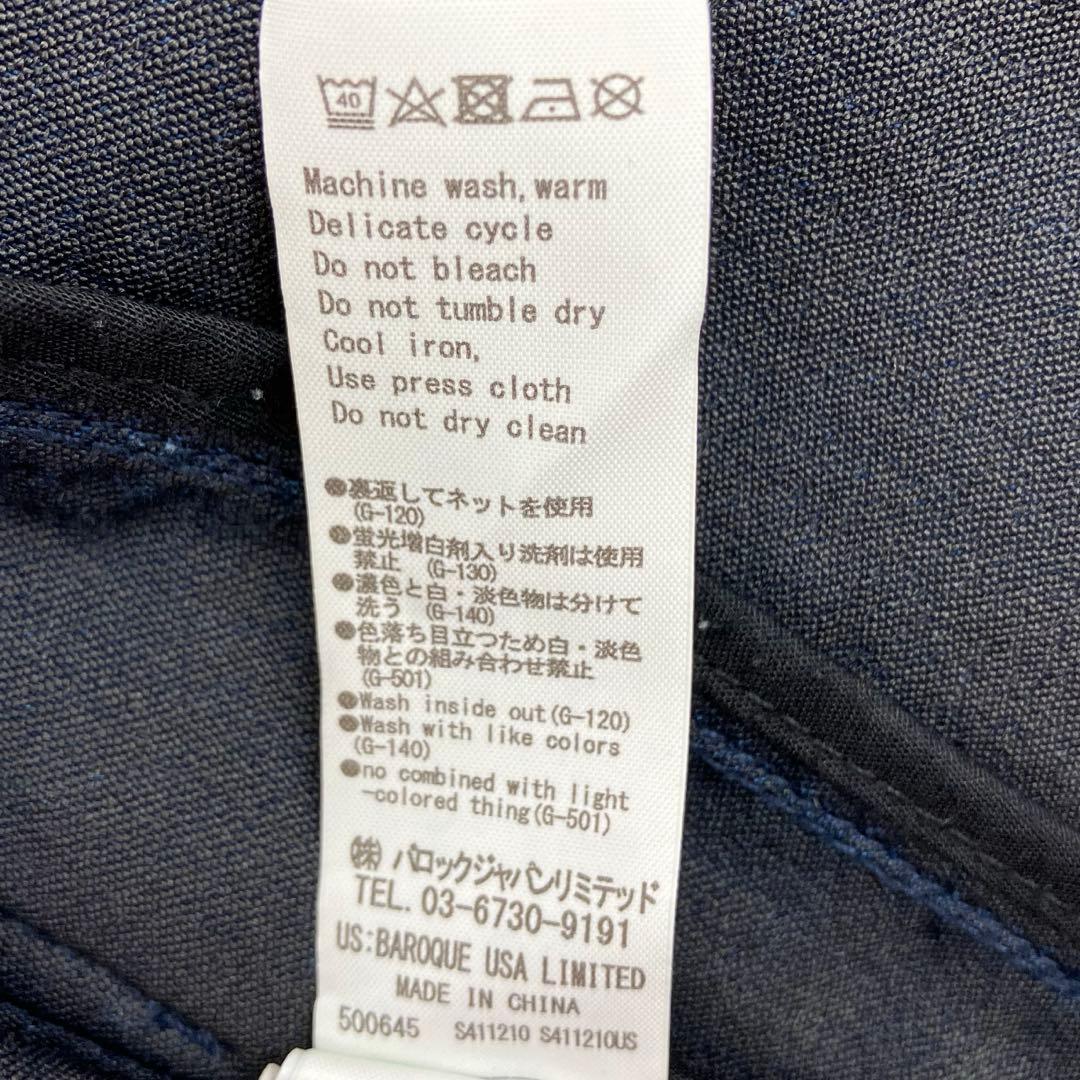 40
Machine wash, warm
Delicate cycle
Do not bleach
Do not tumble dry
Cool iron,
Use press cloth
Do not dry clean
●裏返してネットを使用
(G-120)
●蛍光増白剤入り洗剤は使用
禁止 (G-130)
●濃色と白・淡色物は分けて
洗う (G-140)
●色落ち目立つため白・淡色
物との組み合わせ禁止
(G-501)
●Wash inside out(G-120)
●Wash with like colors
(G-140)
●no combined with light
-colored thing(G-501)
㈱ バロックジャパンリミテッド
TEL. 03-6730-9191
US:BAROQUE USA LIMITED
MADE IN CHINA
500645 S411210 S411210US